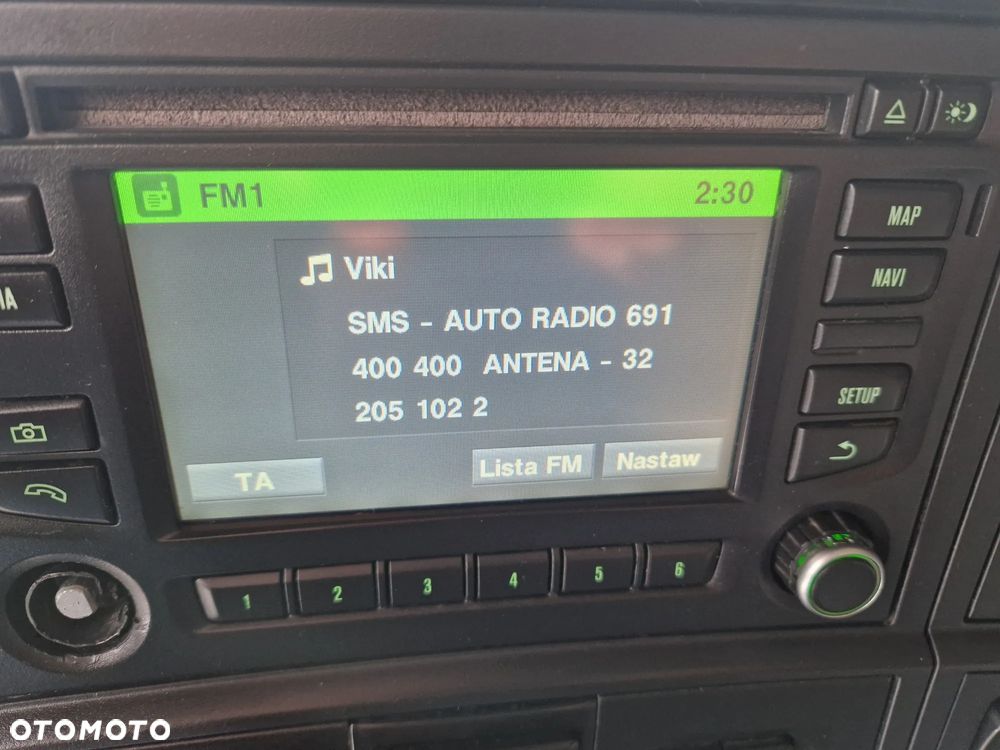 FM1 2:30
MAP
Viki
NAVI
IA
SMS - AUTO RADIO 691
400 400 ANTENA - 32
SETUP
205 102 2
Lista FM Nastaw
TA
1 2 3 4 5 6
OTOMOTO